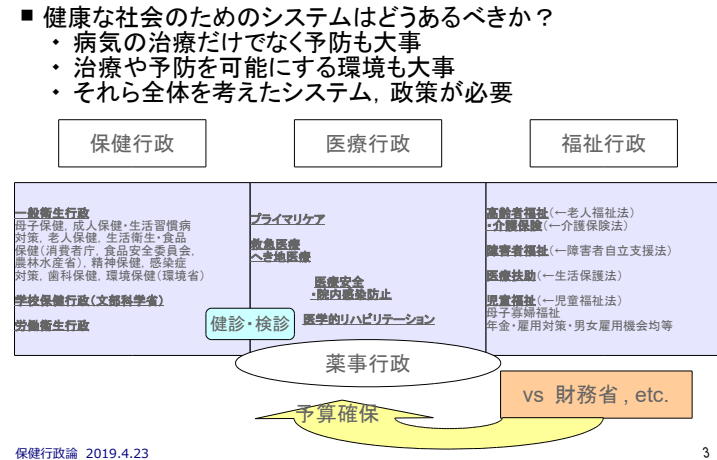 ■ 健康な社会のためのシステムはどうあるべきか？
・ 病気の治療だけでなく予防も大事
・ 治療や予防を可能にする環境も大事
・ それら全体を考えたシステム，政策が必要
保健行政
医療行政
福祉行政
一般衛生行政
母子保健，成人保健・生活習慣病
対策，老人保健，生活衛生・食品
保健(消費者庁，食品安全委員会，
農林水産省），精神保健，感染症
対策，歯科保健，環境保健(環境省）
学校保健行政(文部科学省)
労働衛生行政
プライマリケア
救急医療
へき地医療
医療安全
・院内感染防止
医学的リハビリテーション
高齢者福祉(←老人福祉法）
・介護保険(←介護保険法）
障害者福祉(←障害者自立支援法）
医療扶助(←生活保護法）
児童福祉(←児童福祉法）
母子寡婦福祉
年金・雇用対策・男女雇用機会均等
健診・検診
薬事行政
vs 財務省 , etc.
予算確保
保健行政論 2019.4.23
3